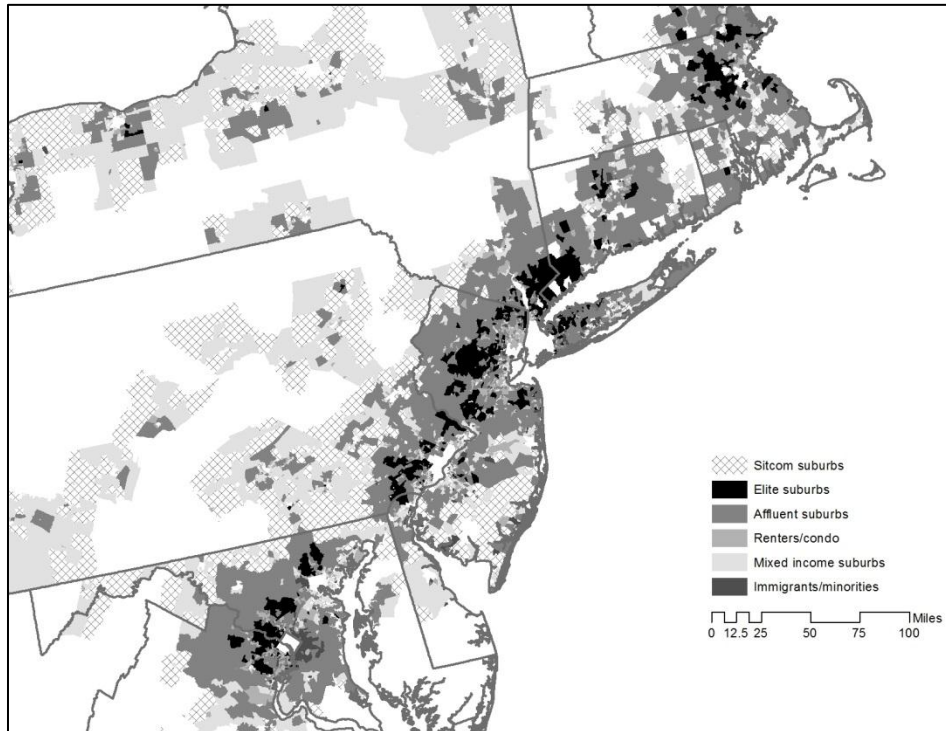 Sitcom suburbs
Elite suburbs
Affluent suburbs
Renters/condo
Mixed income suburbs
Immigrants/minorities
Miles
0 12.5 25 50 75 100